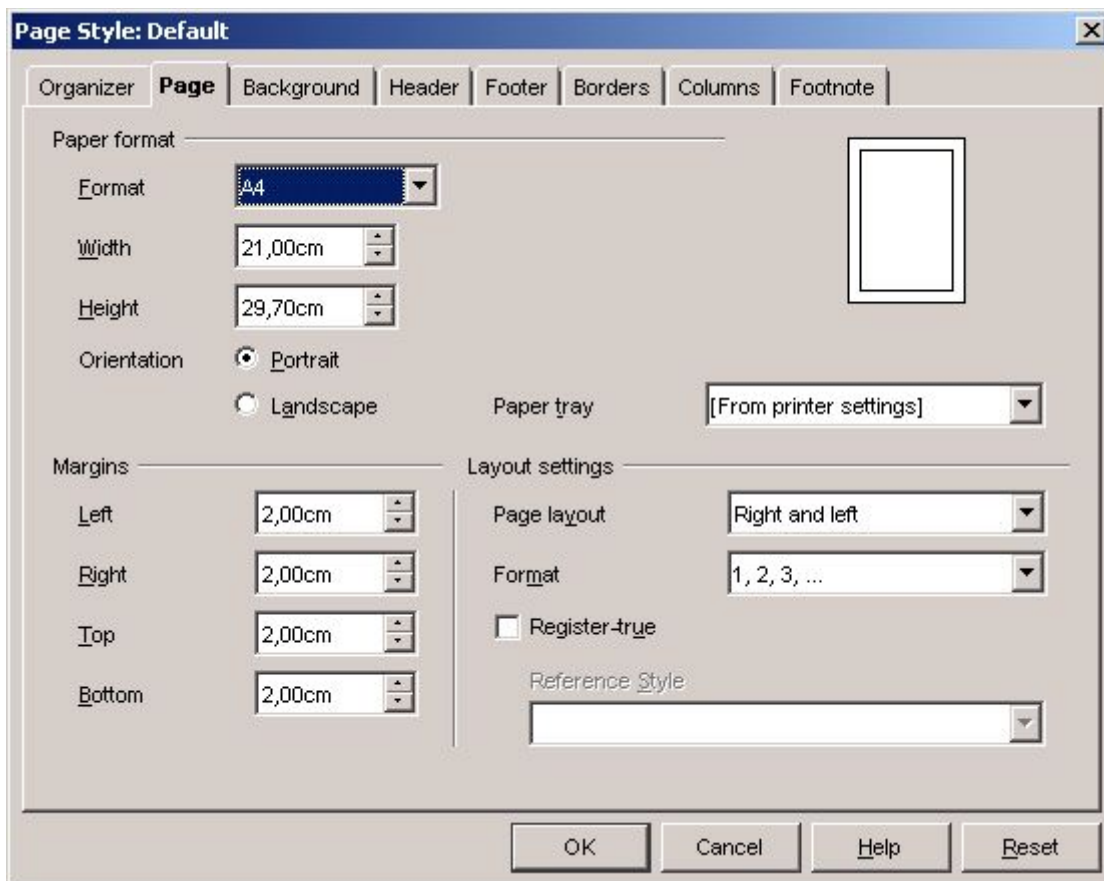 Page Style: Default
Organizer Page Background Header Footer Borders Columns Footnote
Paper format
Format A4
Width 21,00cm
Height 29,70cm
Orientation Portrait
Landscape Paper tray [From printer settings]
Margins Layout settings
Left 2,00cm Page layout Right and left
Right 2,00cm Format 1, 2, 3, ...
Top 2,00cm Register-true
Reference Style
Bottom 2,00cm
OK Cancel Help Reset